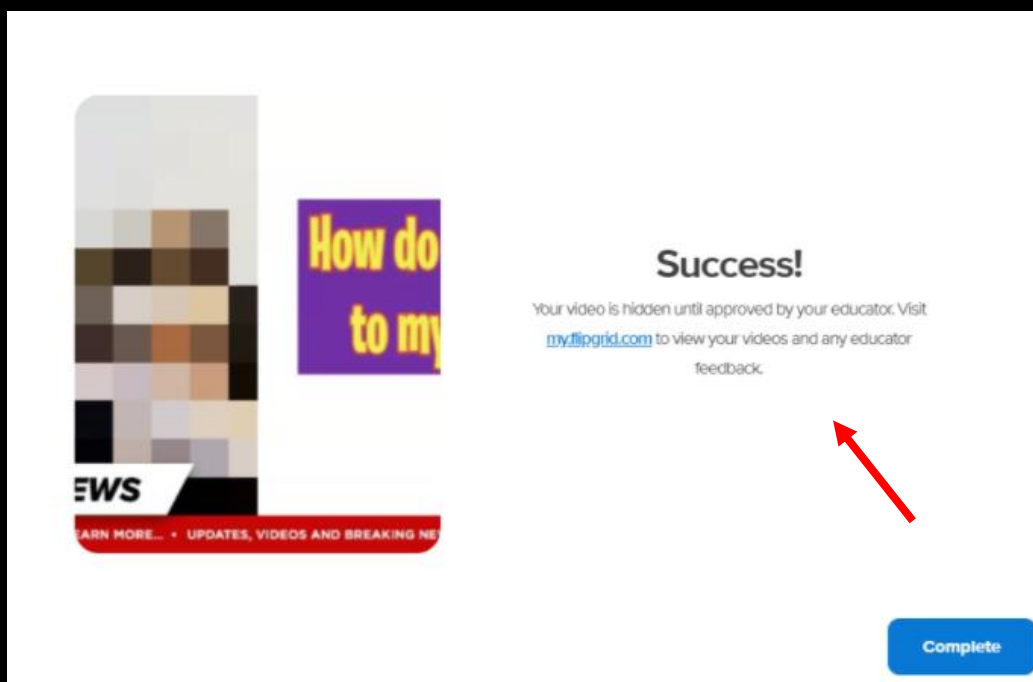 How do
to my
EWS
EARN MORE... • UPDATES, VIDEOS AND BREAKING NE
Success!
Your video is hidden until approved by your educator. Visit
my.flipgrid.com to view your videos and any educator
feedback.
Complete